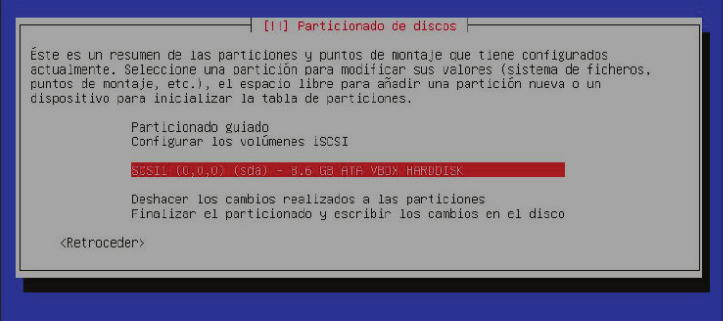 [!!] Particionado de discos
Éste es un resumen de las particiones y puntos de montaje que tiene configurados
actualmente. Seleccione una partición para modificar sus valores (sistema de ficheros,
puntos de montaje, etc.), el espacio libre para añadir una partición nueva o un
dispositivo para inicializar la tabla de particiones.
Particionado guiado
Configurar los volúmenes iSCSI
SCSI1 (0,0,0) (sda) - 8.6 GB ATA VBOX HARDDISK
Deshacer los cambios realizados a las particiones
Finalizar el particionado y escribir los cambios en el disco
<Retroceder>